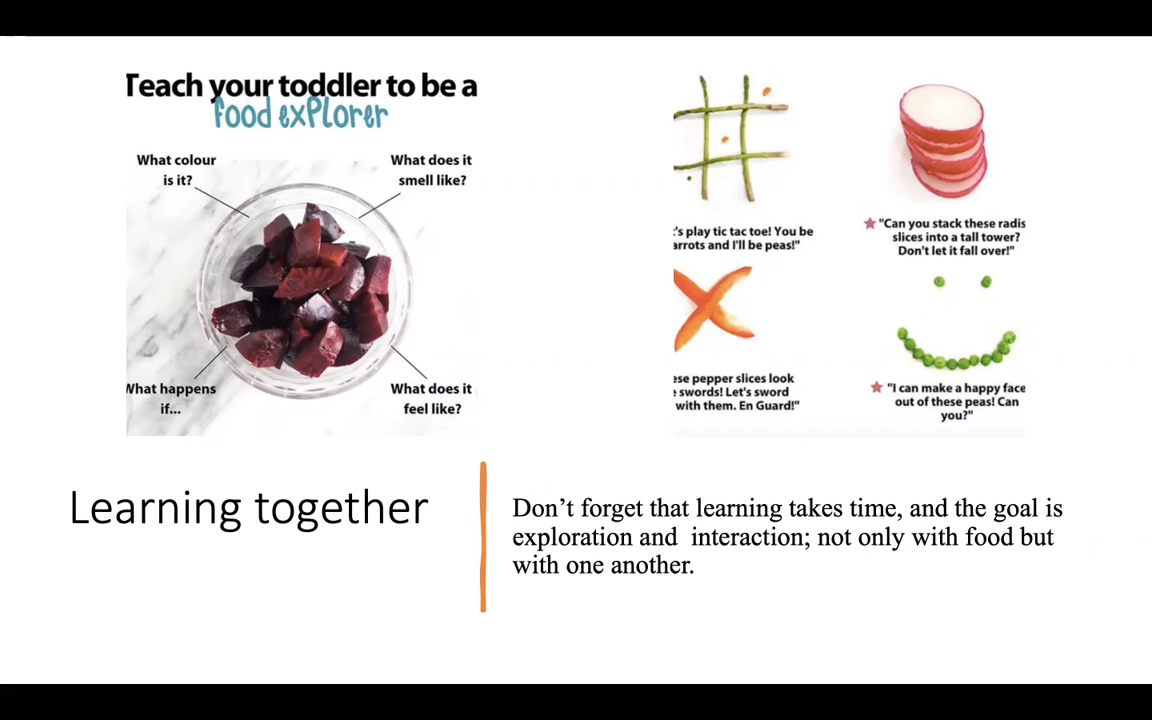 Teach your toddler to be a
food explorer
What colour
is it?
What does it
smell like?
What happens
if...
What does it
feel like?
's play tic tac toe! You be
arrots and I'll be peas!"
"Can you stack these radis
slices into a tall tower?
Don't let it fall over!"
ese pepper slices look
swords! Let's sword
with them. En Guard!"
"I can make a happy face
out of these peas! Can
you?"
Learning together
Don’t forget that learning takes time, and the goal is
exploration and interaction; not only with food but
with one another.